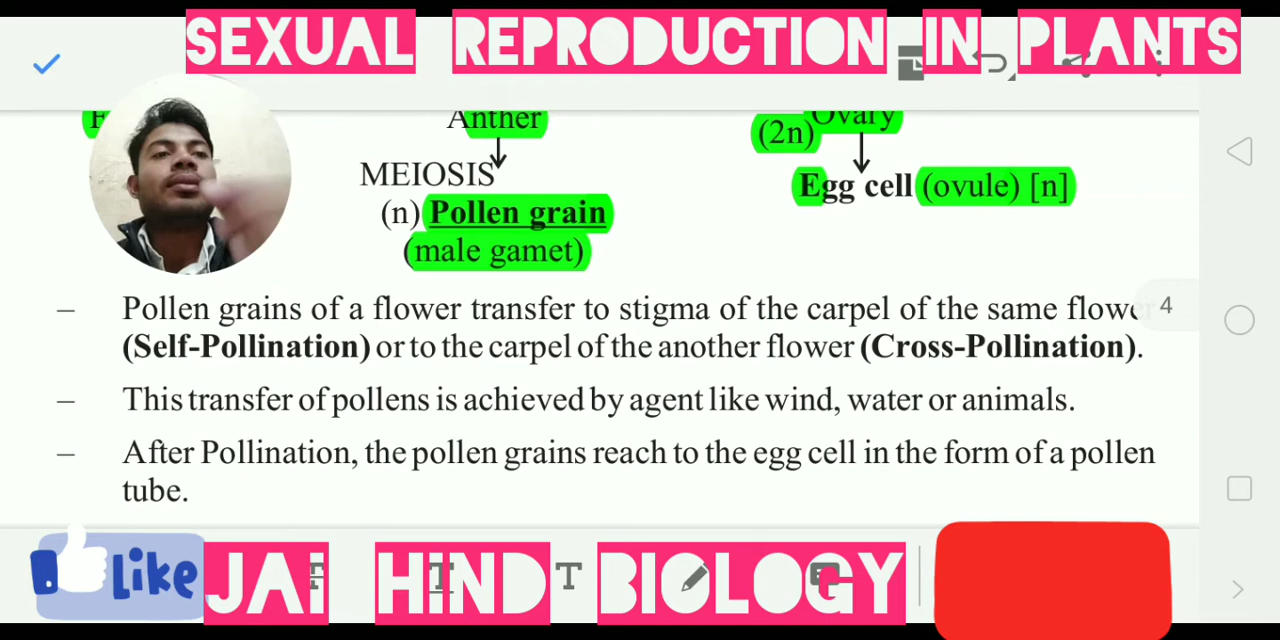 SEXUAL REPRODUCTION IN PLANTS
Anther
(2n) Ovary
MEIOSIS
Egg cell (ovule) [n]
(n) Pollen grain
(male gamet)
– Pollen grains of a flower transfer to stigma of the carpel of the same flower
4
(Self-Pollination) or to the carpel of the another flower (Cross-Pollination).
– This transfer of pollens is achieved by agent like wind, water or animals.
– After Pollination, the pollen grains reach to the egg cell in the form of a pollen
tube.
Like
JAi HiND BIOLOGY